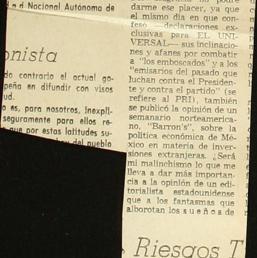 Nacional Autónoma de
onista
do contrario el actual go-
peña en difundir con visos
ud.
o es, para nosotros, inexpli-
seguramente para ellos re-
que por estas latitudes su-
del pueblo
darme ese placer, ya que
el mismo día en que con-
feso declaraciones ex-
clusivas para EL UNI-
VERSAL— sus inclinacio-
nes y afanes por combatir
a "los emboscados" y a los
"emisarios del pasado que
luchan contra el Presiden-
te y contra el partido" (se
refiere al PRI), también
se publicó la opinión de un
semanario norteamerica-
no, "Barron's", sobre la
política económica de Mé-
xico en materia de inver-
siones extranjeras. ¿Será
mi malinchismo lo que me
lleva a dar más importan-
cia a la opinión de un edi-
torialista estadounidense
que a los fantasmas que
alborotan los sueños de
Riesgos T